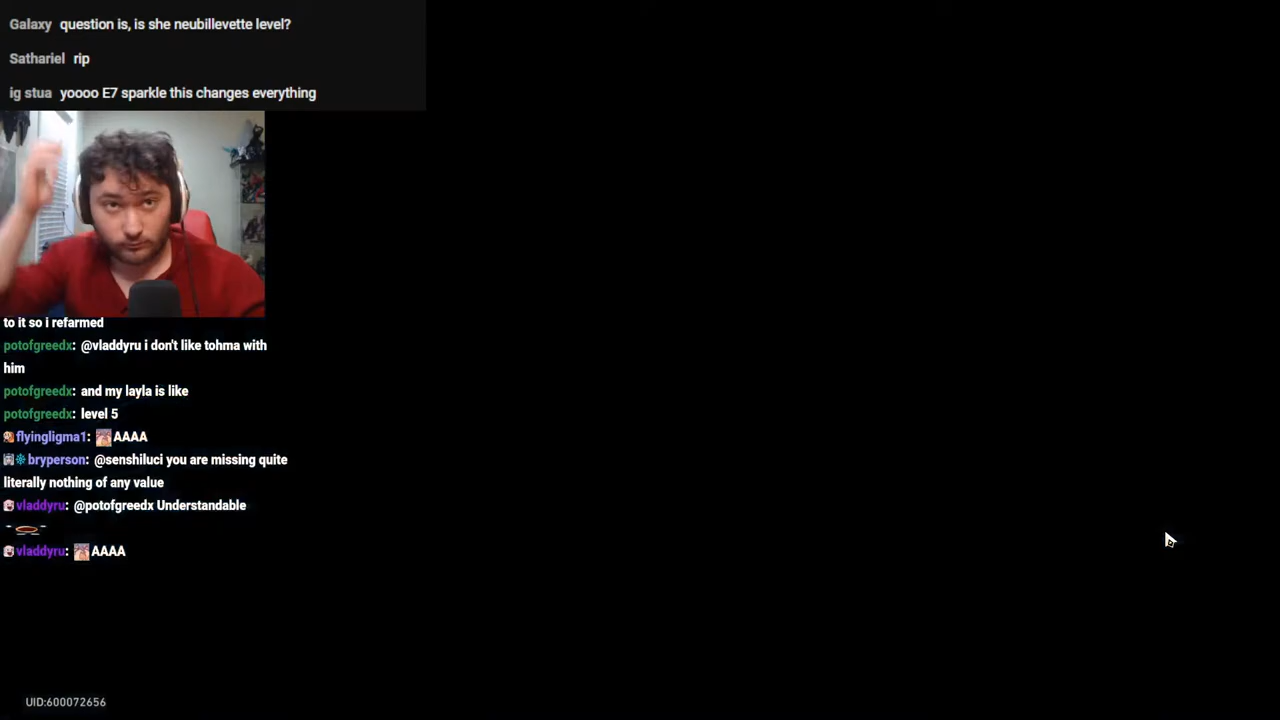 Galaxy question is, is she neubillevette level?
Sathariel rip
ig stua yoooo E7 sparkle this changes everything
to it so i refarmed
potofgreedx: @vladdyru i don't like tohma with
him
potofgreedx: and my layla is like
potofgreedx: level 5
flyingligma1: AAAA
bryperson: @senshiluci you are missing quite
literally nothing of any value
vladdyru: @potofgreedx Understandable
vladdyru: AAAA
UID:600072656